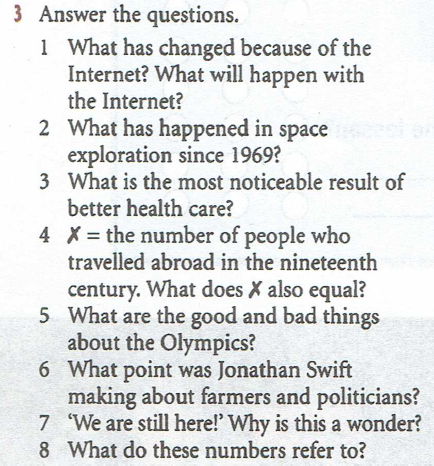 3 Answer the questions.
1 What has changed because of the
Internet? What will happen with
the Internet?
2 What has happened in space
exploration since 1969?
3 What is the most noticeable result of
better health care?
4 ✗ = the number of people who
travelled abroad in the nineteenth
century. What does ✗ also equal?
5 What are the good and bad things
about the Olympics?
6 What point was Jonathan Swift
making about farmers and politicians?
7 ‘We are still here!’ Why is this a wonder?
8 What do these numbers refer to?